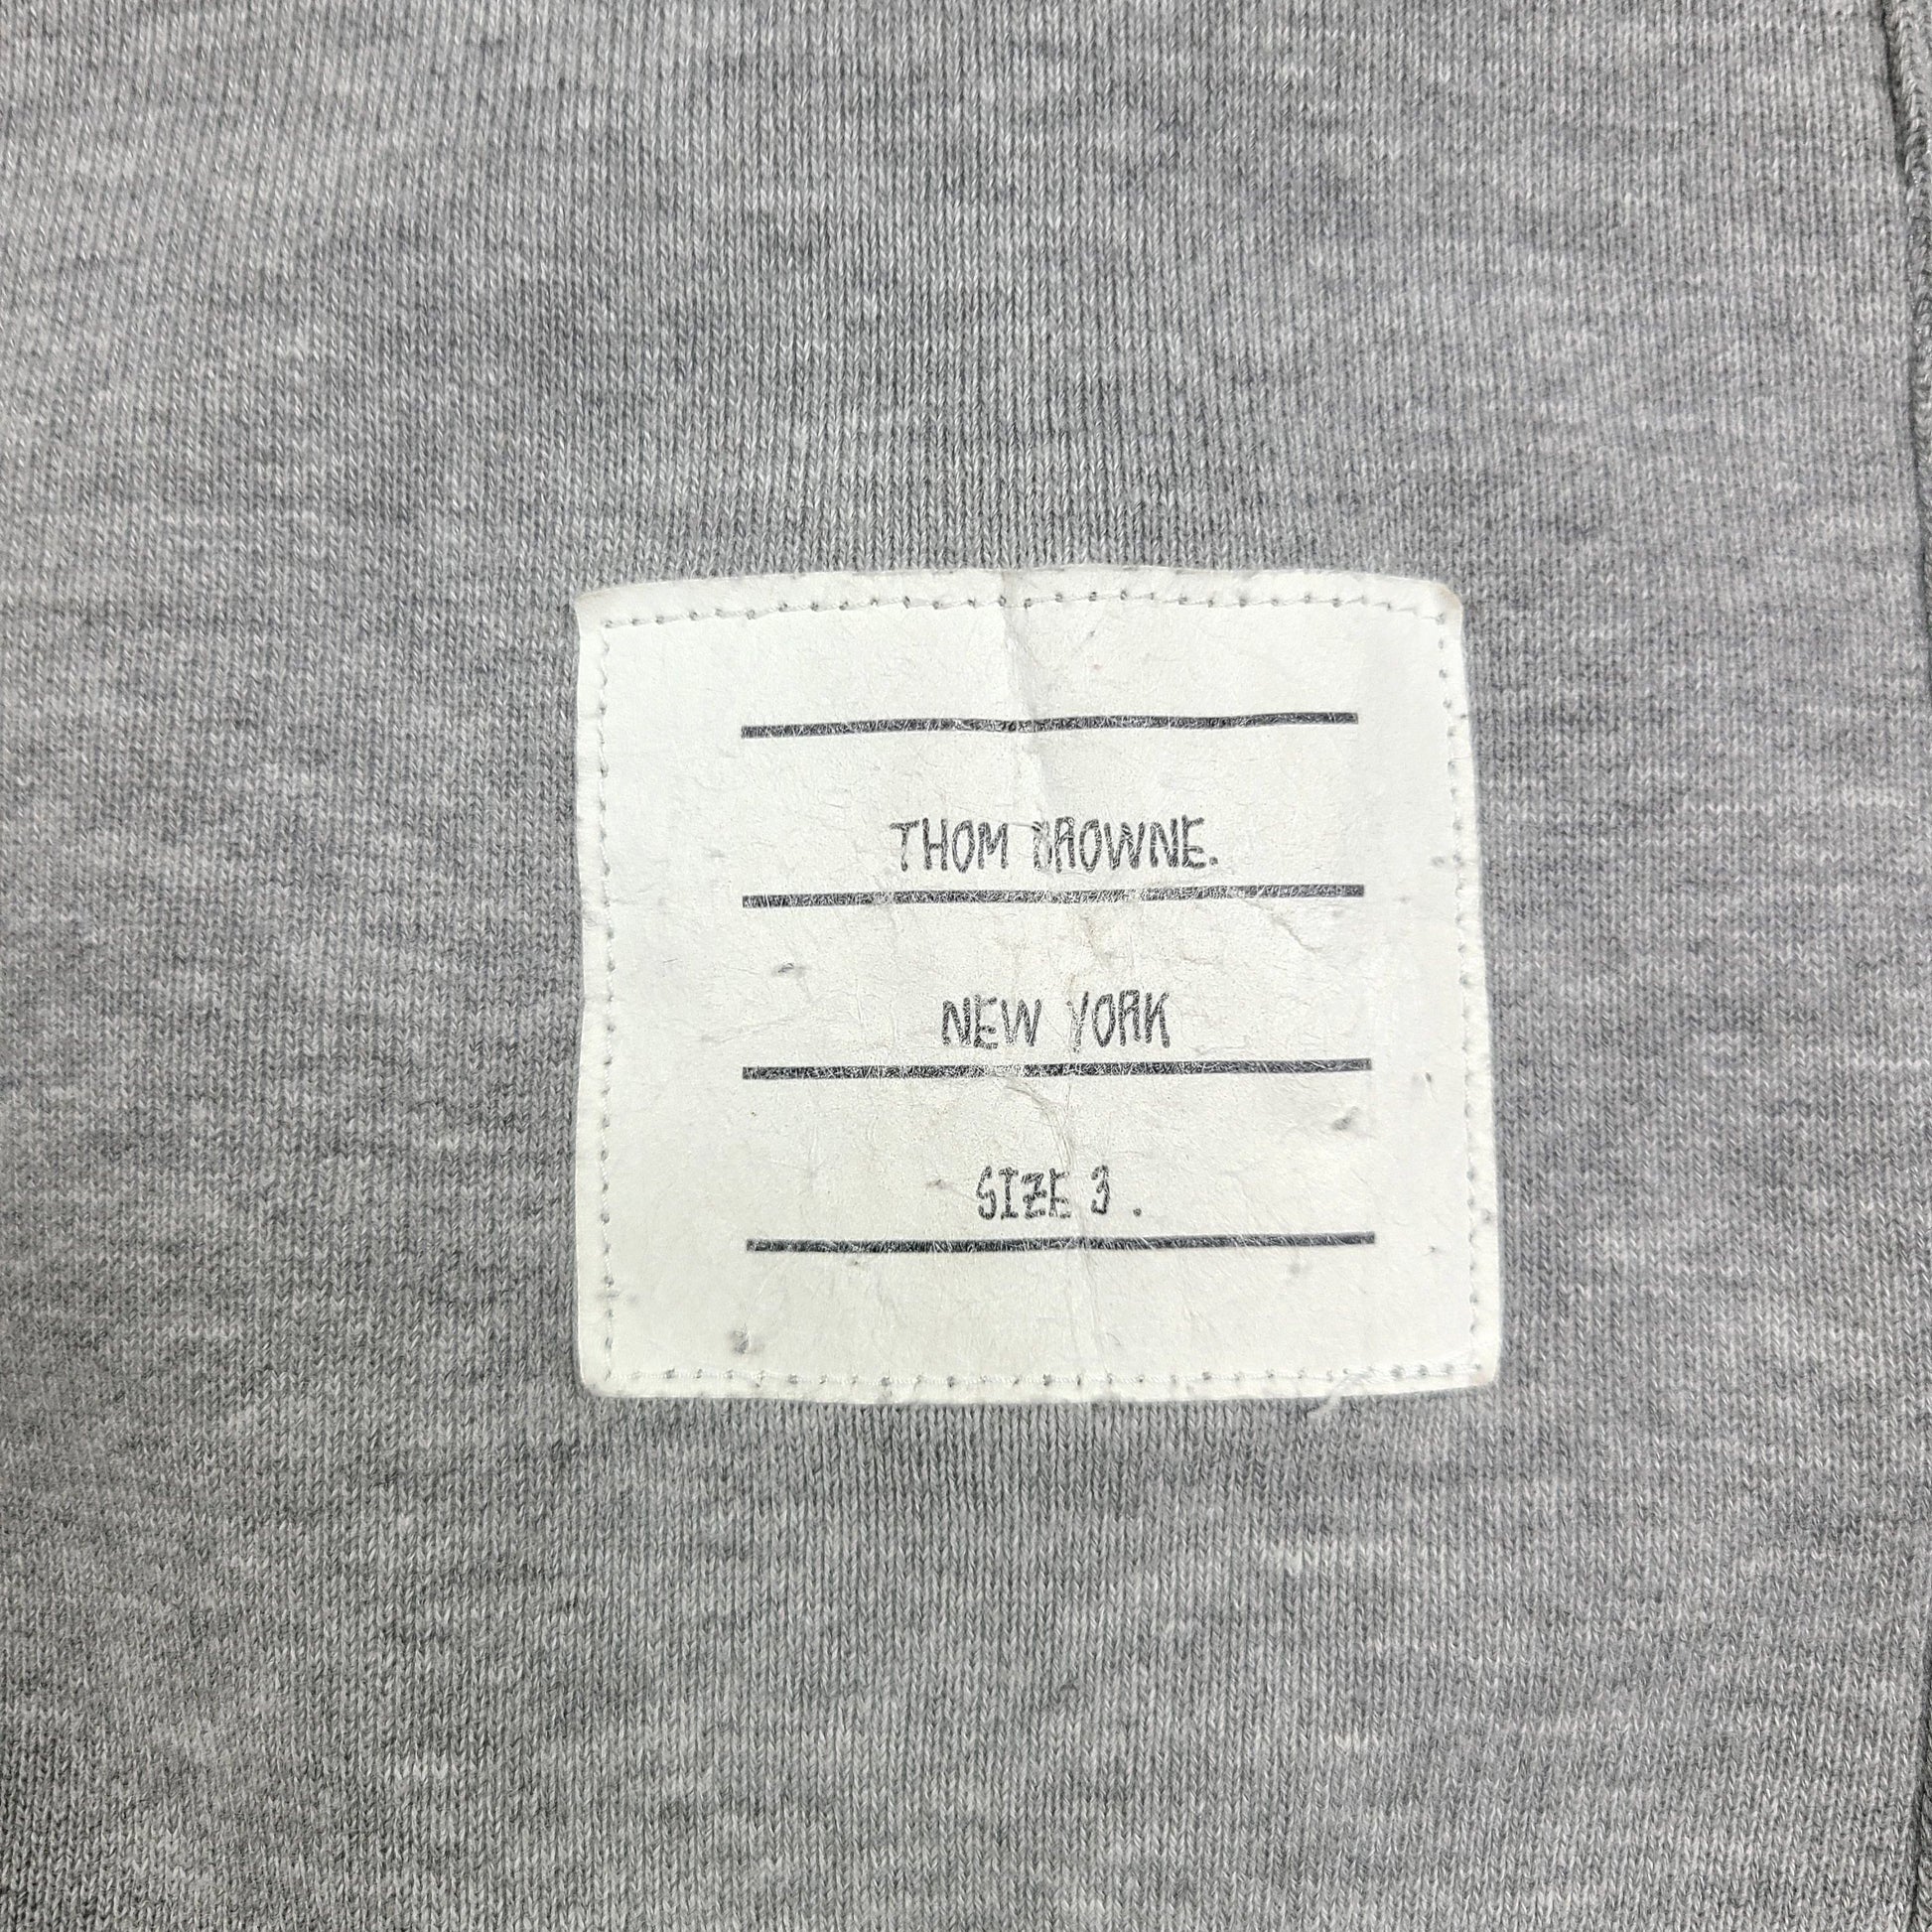 THOM BROWNE.
NEW YORK
SIZE 3 .